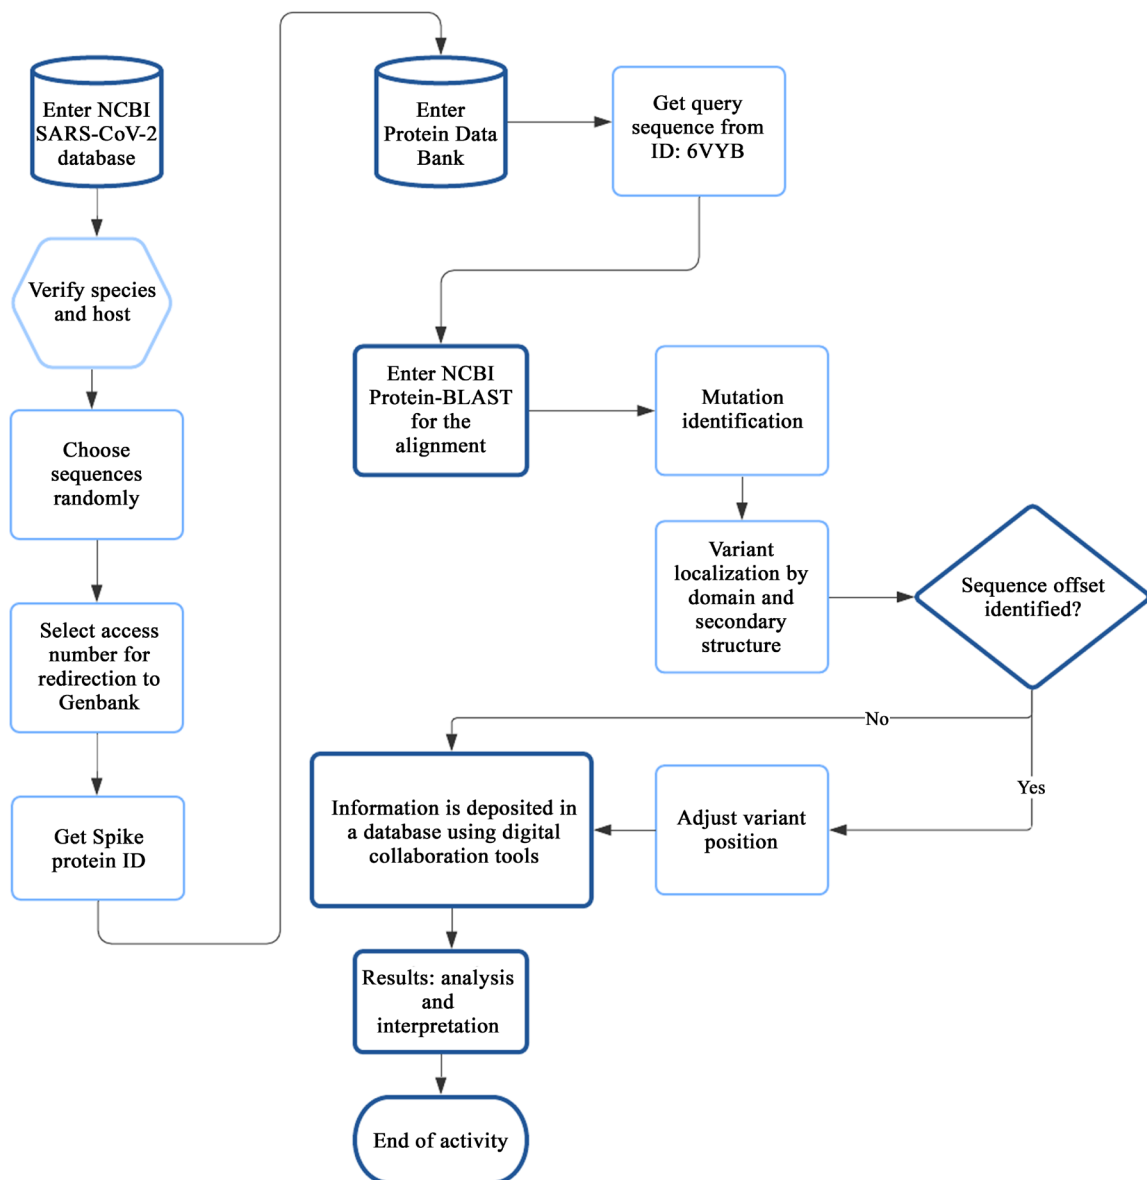 Enter NCBI
SARS-CoV-2
database
Verify species
and host
Choose
sequences
randomly
Select access
number for
redirection to
Genbank
Get Spike
protein ID
Enter
Protein Data
Bank
Get query
sequence from
ID: 6VYB
Enter NCBI
Protein-BLAST
for the
alignment
Mutation
identification
Variant
localization by
domain and
secondary
structure
Sequence offset
identified?
No
Yes
Adjust variant
position
Information is deposited in
a database using digital
collaboration tools
Results: analysis
and
interpretation
End of activity